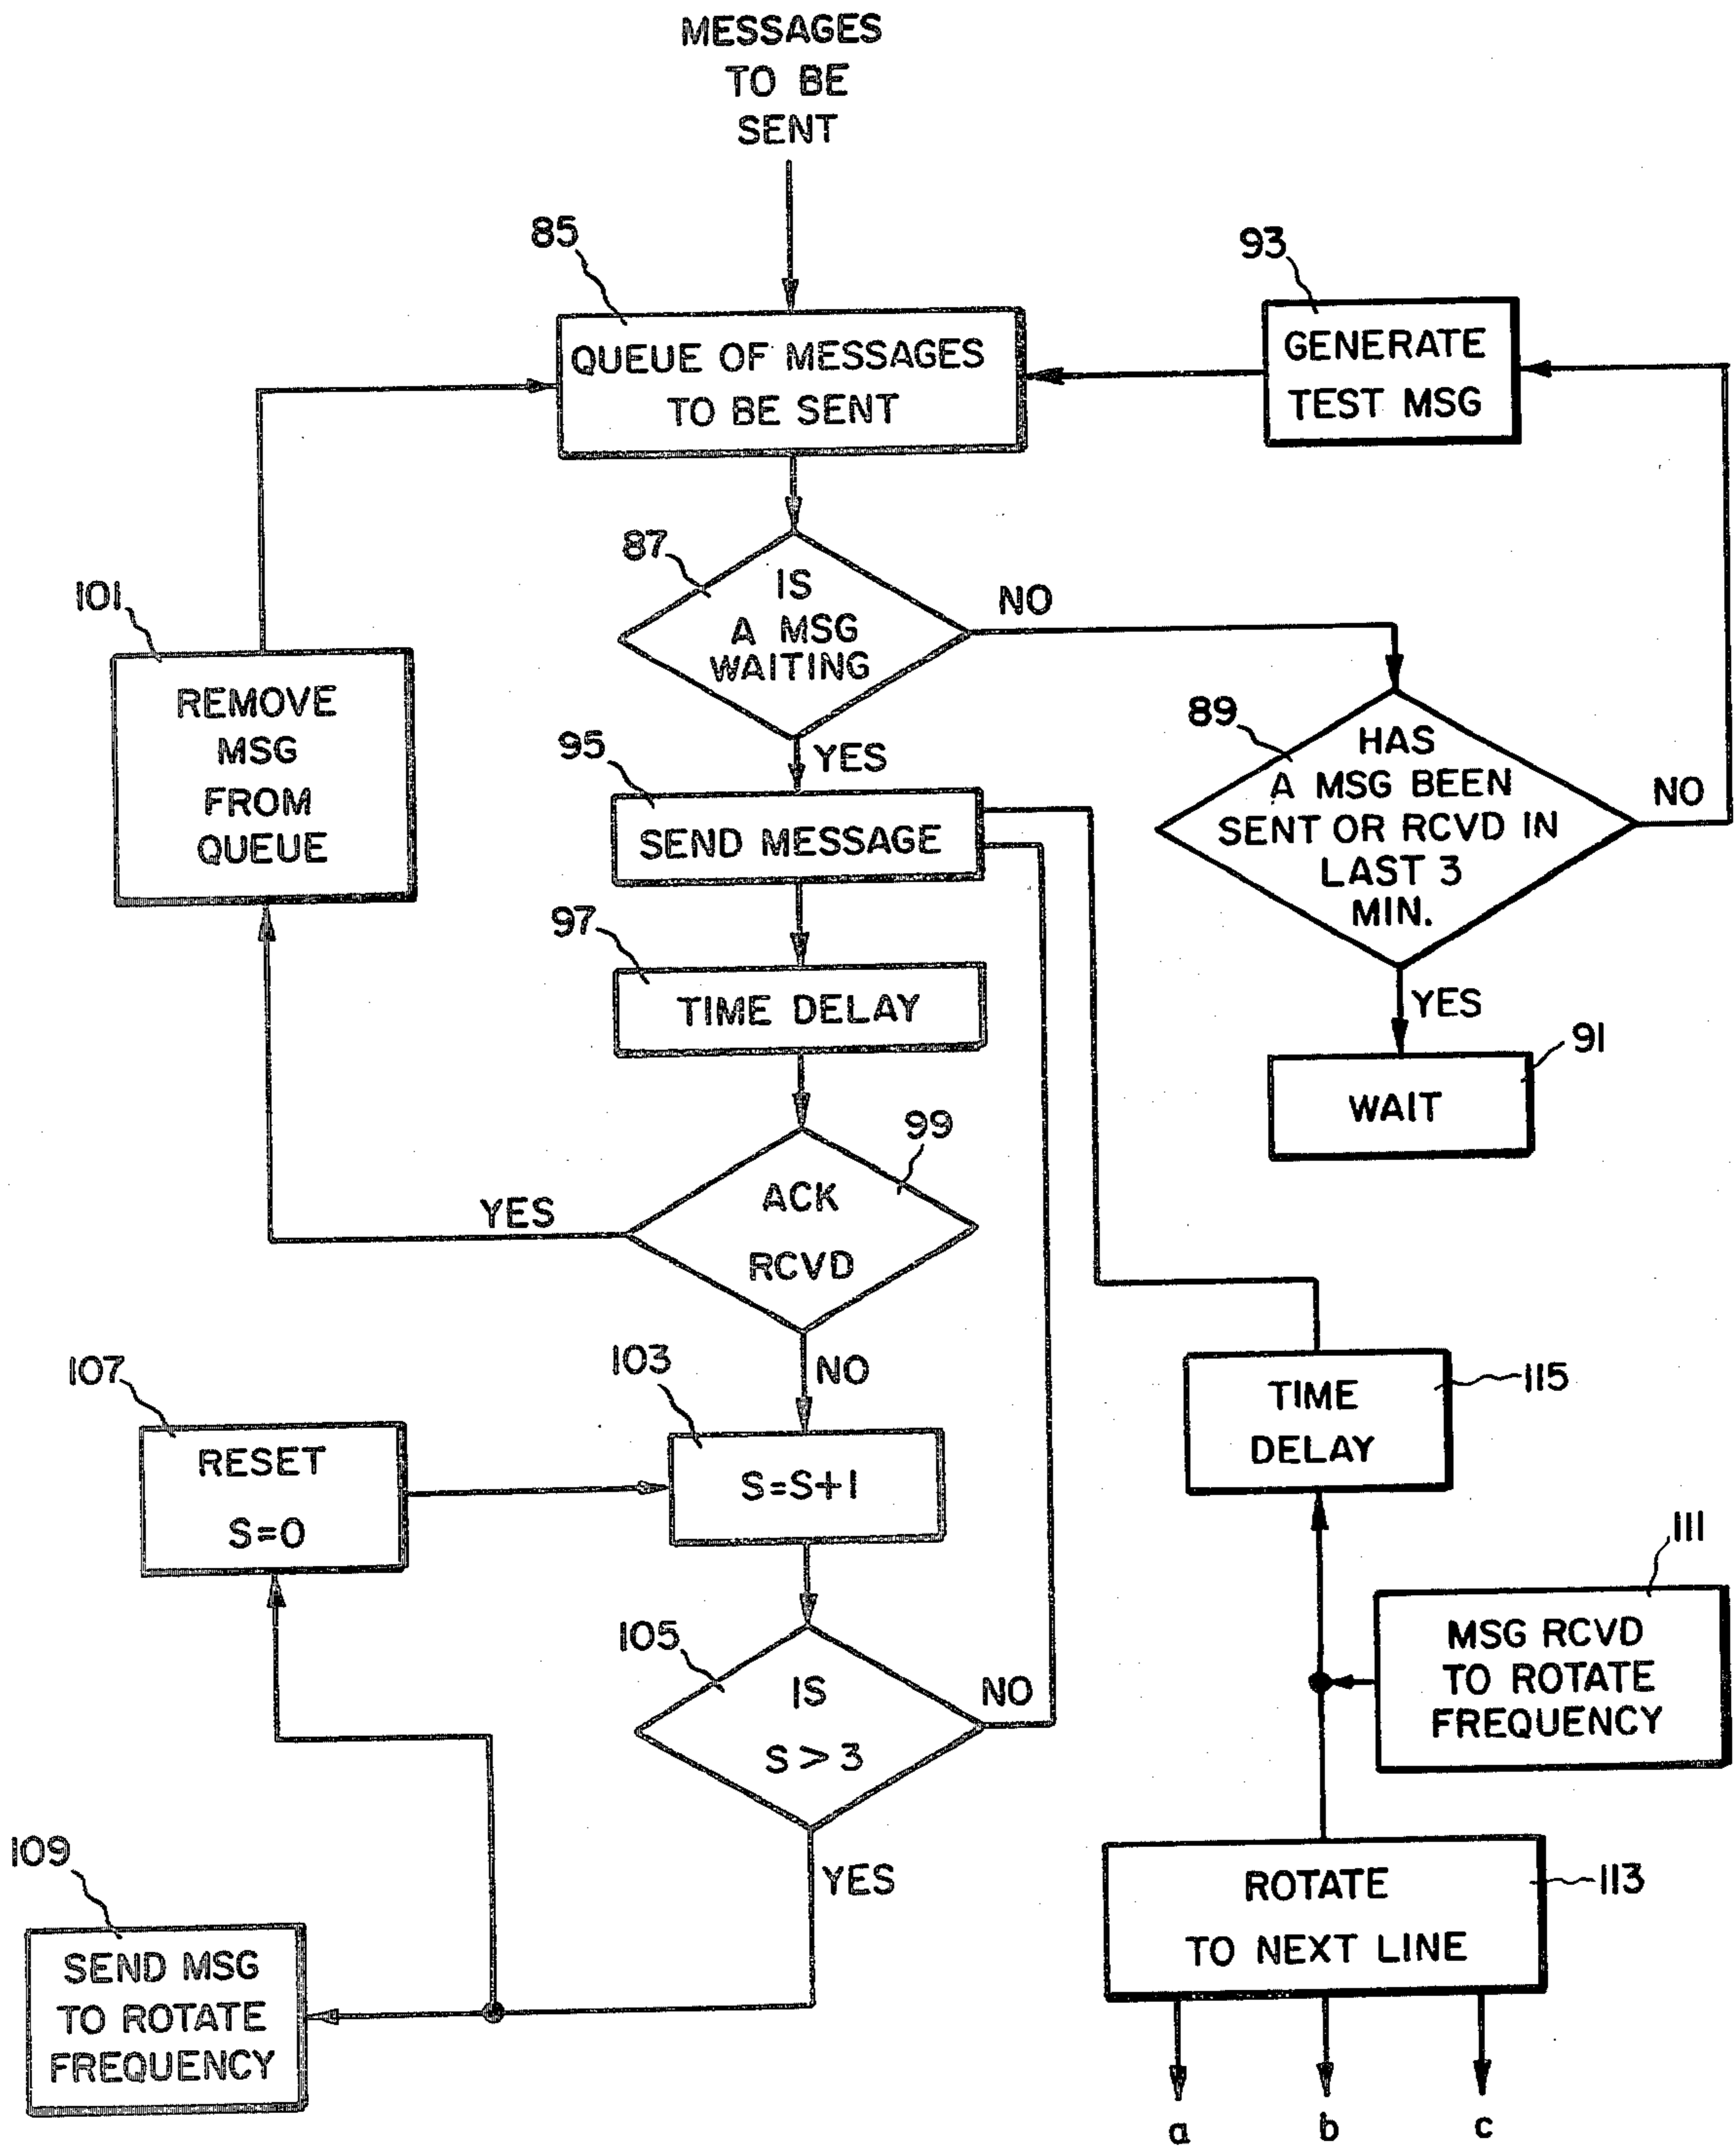 MESSAGES
TO BE
SENT
85
QUEUE OF MESSAGES
TO BE SENT
93
GENERATE
TEST MSG
87
IS
A MSG
WAITING
NO
YES
101
REMOVE
MSG
FROM
QUEUE
89
HAS
A MSG BEEN
SENT OR RCVD IN
LAST 3
MIN.
NO
YES
91
WAIT
95
SEND MESSAGE
97
TIME DELAY
99
ACK
RCVD
YES
NO
103
S=S+1
107
RESET
S=0
105
IS
S > 3
NO
YES
109
SEND MSG
TO ROTATE
FREQUENCY
115
TIME
DELAY
111
MSG RCVD
TO ROTATE
FREQUENCY
113
ROTATE
TO NEXT LINE
a
b
c